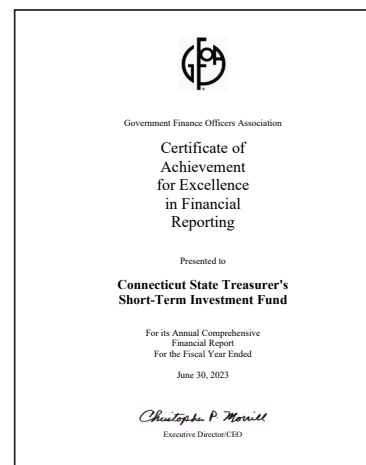 GFOA
Government Finance Officers Association
Certificate of
Achievement
for Excellence
in Financial
Reporting
Presented to
Connecticut State Treasurer's
Short-Term Investment Fund
For its Annual Comprehensive
Financial Report
For the Fiscal Year Ended
June 30, 2023
Christopher P. Morrill
Executive Director/CEO